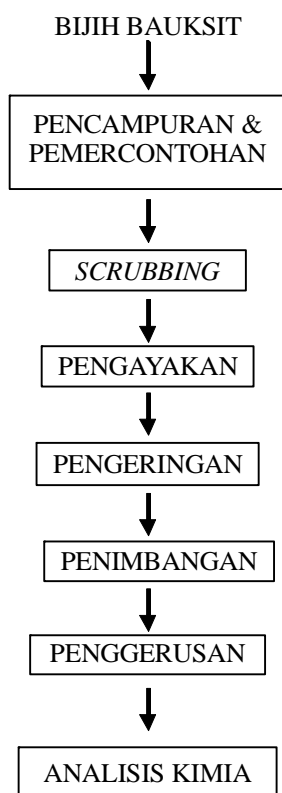 BIJIH BAUKSIT
PENCAMPURAN &
PEMERCONTOHAN
SCRUBBING
PENGAYAKAN
PENGERINGAN
PENIMBANGAN
PENGGERUSAN
ANALISIS KIMIA